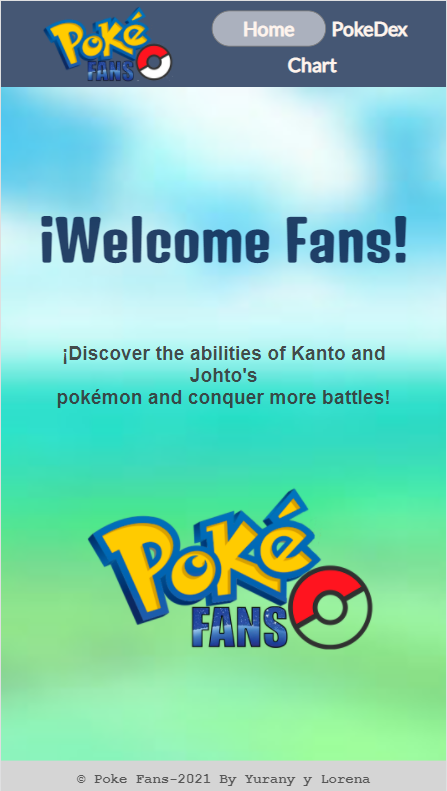 Poké
FANS
Home PokeDex
Chart
¡Welcome Fans!
¡Discover the abilities of Kanto and
Johto's
pokémon and conquer more battles!
Poké
FANS
© Poke Fans-2021 By Yurany y Lorena